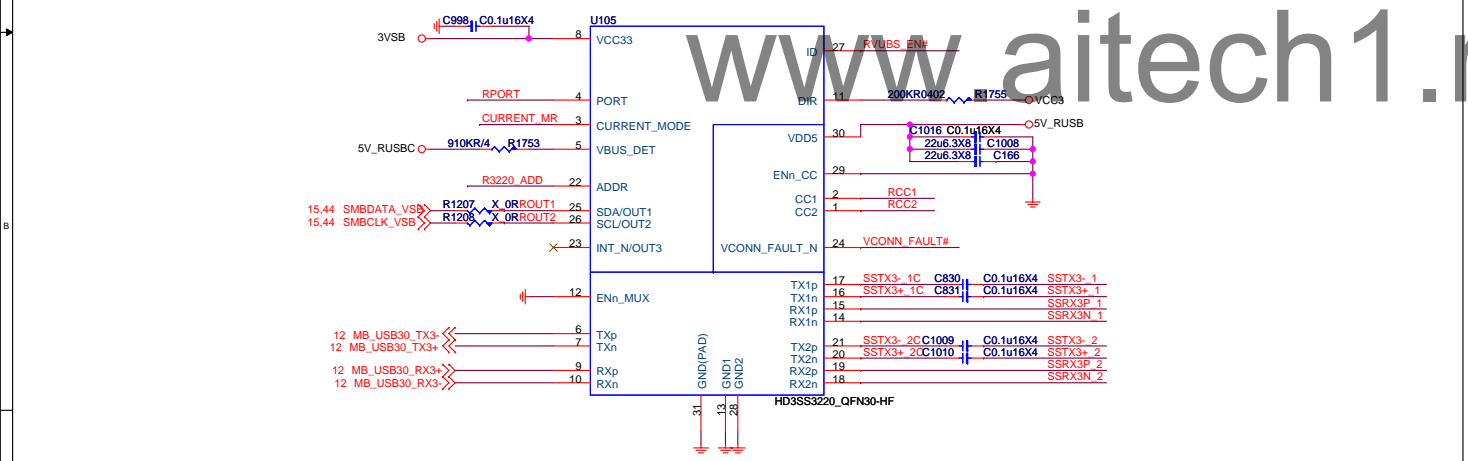 www.aitech1.r
C998 C0.1u16X4
U105
3VSB
8
VCC33
27
ID
RVUBS_EN#
RPORT
4
PORT
11
DIR
200KR0402
R1755
VCC3
CURRENT_MR
3
CURRENT_MODE
5V_RUSB
30
VDD5
C1016 C0.1u16X4
5V_RUSBC
910KR/4
R1753
5
VBUS_DET
22u6.3X8
C1008
22u6.3X8
C166
29
ENn_CC
R3220_ADD
22
ADDR
2
CC1
RCC1
1
CC2
RCC2
15,44 SMBDATA_VSB
R1207
X_0R
ROUT1
25
SDA/OUT1
15,44 SMBCLK_VSB
R1208
X_0R
ROUT2
26
SCL/OUT2
23
INT_N/OUT3
VCONN_FAULT_N
24
VCONN_FAULT#
12
ENn_MUX
TX1p
17
SSTX3-_1C
C830
C0.1u16X4
SSTX3-_1
TX1n
16
SSTX3+_1C
C831
C0.1u16X4
SSTX3+_1
RX1p
15
SSRX3P_1
RX1n
14
SSRX3N_1
12 MB_USB30_TX3-
6
TXp
12 MB_USB30_TX3+
7
TXn
TX2p
21
SSTX3-_2C
C1009
C0.1u16X4
SSTX3-_2
TX2n
20
SSTX3+_2C
C1010
C0.1u16X4
SSTX3+_2
12 MB_USB30_RX3+
9
RXp
RX2p
19
SSRX3P_2
12 MB_USB30_RX3-
10
RXn
RX2n
18
SSRX3N_2
GND(PAD)
GND1
GND2
31
13
28
HD3SS3220_QFN30-HF
B